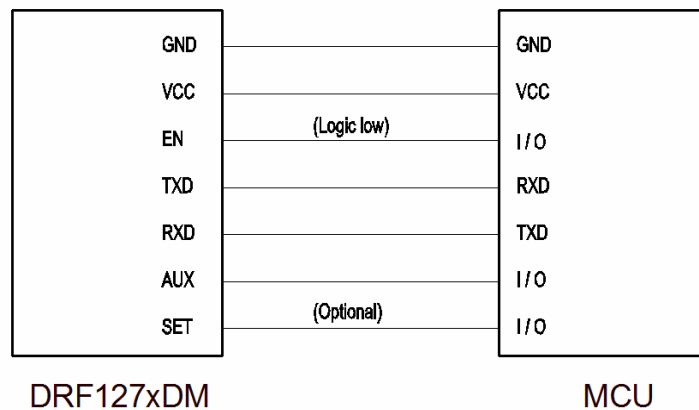 GND GND
VCC VCC
(Logic low)
EN I/O
TXD RXD
RXD TXD
AUX I/O
(Optional)
SET I/O
DRF127xDM MCU